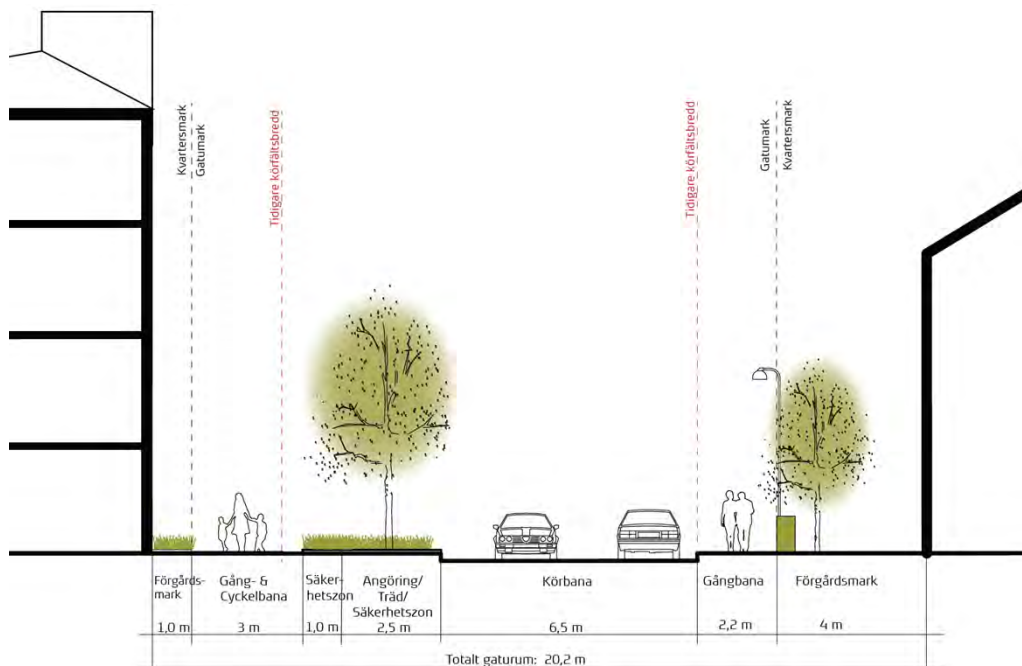 Kvartersmark
Gatumark
Tidigare körfältsbredd
Tidigare körfältsbredd
Gatumark
Kvartersmark
Förgårds-
mark
Gång- &
Cyckelbana
Säker-
hetszon
Angöring/
Träd/
Säkerhetszon
Körbana
Gångbana
Förgårdsmark
1,0 m
3 m
1,0 m
2,5 m
6,5 m
2,2 m
4 m
Totalt gaturum: 20,2 m